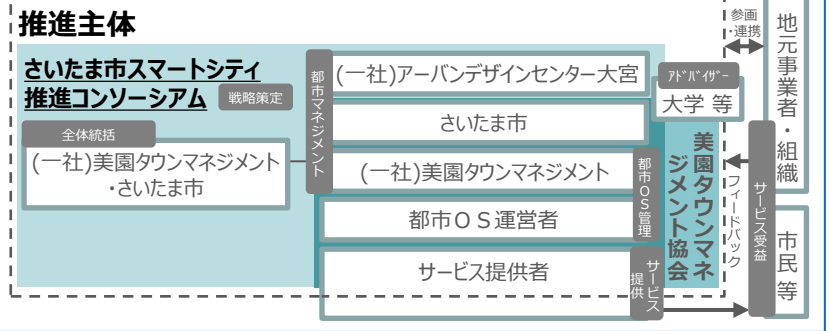 推進主体
さいたま市スマートシティ
推進コンソーシアム
戦略策定
全体統括
(一社)美園タウンマネジメント
・さいたま市
都市マネジメント
(一社)アーバンデザインセンター大宮
さいたま市
(一社)美園タウンマネジメント
都市OS管理
都市OS運営者
サービス提供者
サービス
提供
ｱﾄﾞﾊﾞｲｻﾞｰ
大学 等
美園タウンマネ
ジメント協会
参画
・連携
フィードバック
サービス受益
地元事業者・組織
市民 等